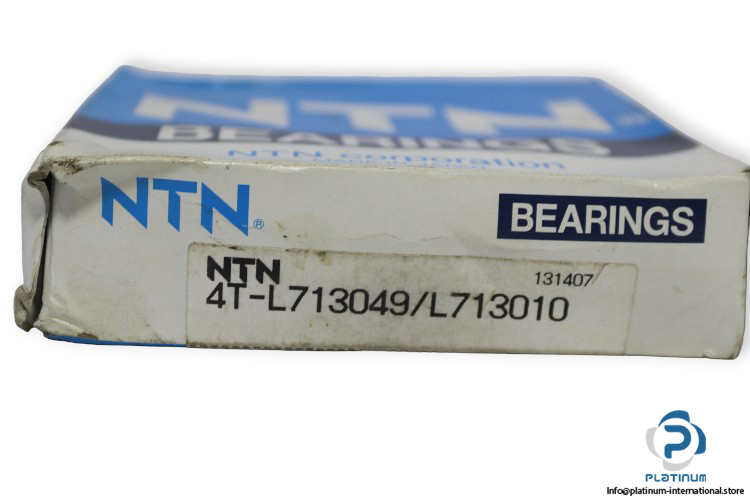 NTN
BEARINGS
NTN corporation
NTN®
BEARINGS
NTN
131407
4T-L713049/L713010
PLATINUM
Info@platinum-international.store